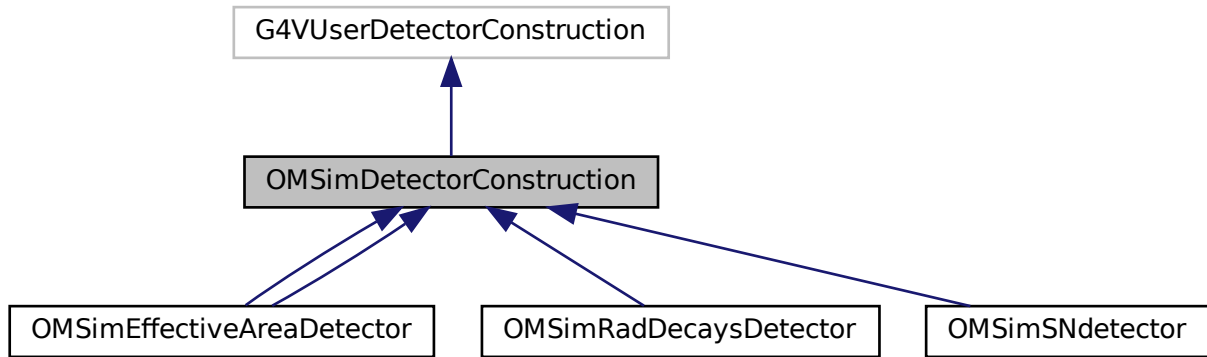 G4VUserDetectorConstruction
OMSimDetectorConstruction
OMSimEffectiveAreaDetector
OMSimRadDecaysDetector
OMSimSNdetector